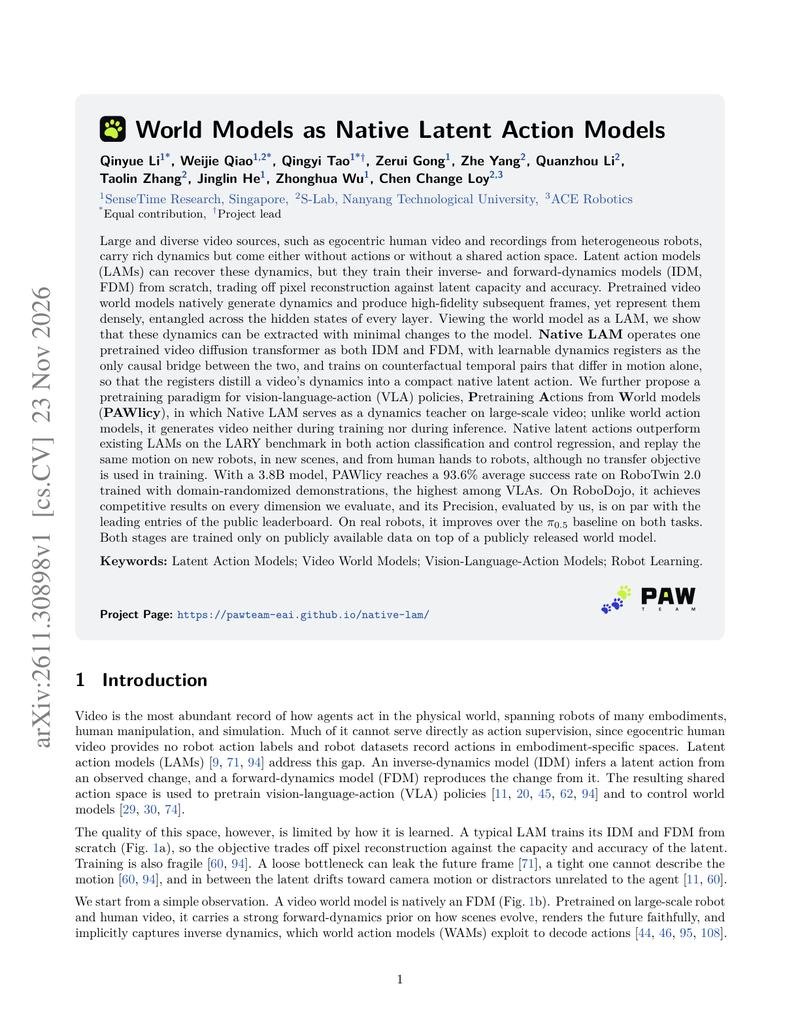 World Models as Native Latent Action Models
Qinyue Li1*, Weijie Qiao1,2*, Qingyi Tao1*†, Zerui Gong1, Zhe Yang2, Quanzhou Li2,
Taolin Zhang2, Jinglin He1, Zhonghua Wu1, Chen Change Loy2,3
1SenseTime Research, Singapore, 2S-Lab, Nanyang Technological University, 3ACE Robotics
*Equal contribution, †Project lead
Large and diverse video sources, such as egocentric human video and recordings from heterogeneous robots,
carry rich dynamics but come either without actions or without a shared action space. Latent action models
(LAMs) can recover these dynamics, but they train their inverse- and forward-dynamics models (IDM,
FDM) from scratch, trading off pixel reconstruction against latent capacity and accuracy. Pretrained video
world models natively generate dynamics and produce high-fidelity subsequent frames, yet represent them
densely, entangled across the hidden states of every layer. Viewing the world model as a LAM, we show
that these dynamics can be extracted with minimal changes to the model. Native LAM operates one
pretrained video diffusion transformer as both IDM and FDM, with learnable dynamics registers as the
only causal bridge between the two, and trains on counterfactual temporal pairs that differ in motion alone,
so that the registers distill a video's dynamics into a compact native latent action. We further propose a
pretraining paradigm for vision-language-action (VLA) policies, Pretraining Actions from World models
(PAWlicy), in which Native LAM serves as a dynamics teacher on large-scale video; unlike world action
models, it generates video neither during training nor during inference. Native latent actions outperform
existing LAMs on the LARY benchmark in both action classification and control regression, and replay the
same motion on new robots, in new scenes, and from human hands to robots, although no transfer objective
is used in training. With a 3.8B model, PAWlicy reaches a 93.6% average success rate on RoboTwin 2.0
trained with domain-randomized demonstrations, the highest among VLAs. On RoboDojo, it achieves
competitive results on every dimension we evaluate, and its Precision, evaluated by us, is on par with the
leading entries of the public leaderboard. On real robots, it improves over the π0.5 baseline on both tasks.
Both stages are trained only on publicly available data on top of a publicly released world model.
Keywords: Latent Action Models; Video World Models; Vision-Language-Action Models; Robot Learning.
Project Page: https://pawteam-eai.github.io/native-lam/
PAW
TEAM
arXiv:2611.30898v1 [cs.CV] 23 Nov 2026
1 Introduction
Video is the most abundant record of how agents act in the physical world, spanning robots of many embodiments,
human manipulation, and simulation. Much of it cannot serve directly as action supervision, since egocentric human
video provides no robot action labels and robot datasets record actions in embodiment-specific spaces. Latent
action models (LAMs) [9, 71, 94] address this gap. An inverse-dynamics model (IDM) infers a latent action from
an observed change, and a forward-dynamics model (FDM) reproduces the change from it. The resulting shared
action space is used to pretrain vision-language-action (VLA) policies [11, 20, 45, 62, 94] and to control world
models [29, 30, 74].
The quality of this space, however, is limited by how it is learned. A typical LAM trains its IDM and FDM from
scratch (Fig. 1a), so the objective trades off pixel reconstruction against the capacity and accuracy of the latent.
Training is also fragile [60, 94]. A loose bottleneck can leak the future frame [71], a tight one cannot describe the
motion [60, 94], and in between the latent drifts toward camera motion or distractors unrelated to the agent [11, 60].
We start from a simple observation. A video world model is natively an FDM (Fig. 1b). Pretrained on large-scale robot
and human video, it carries a strong forward-dynamics prior on how scenes evolve, renders the future faithfully, and
implicitly captures inverse dynamics, which world action models (WAMs) exploit to decode actions [44, 46, 95, 108].
1